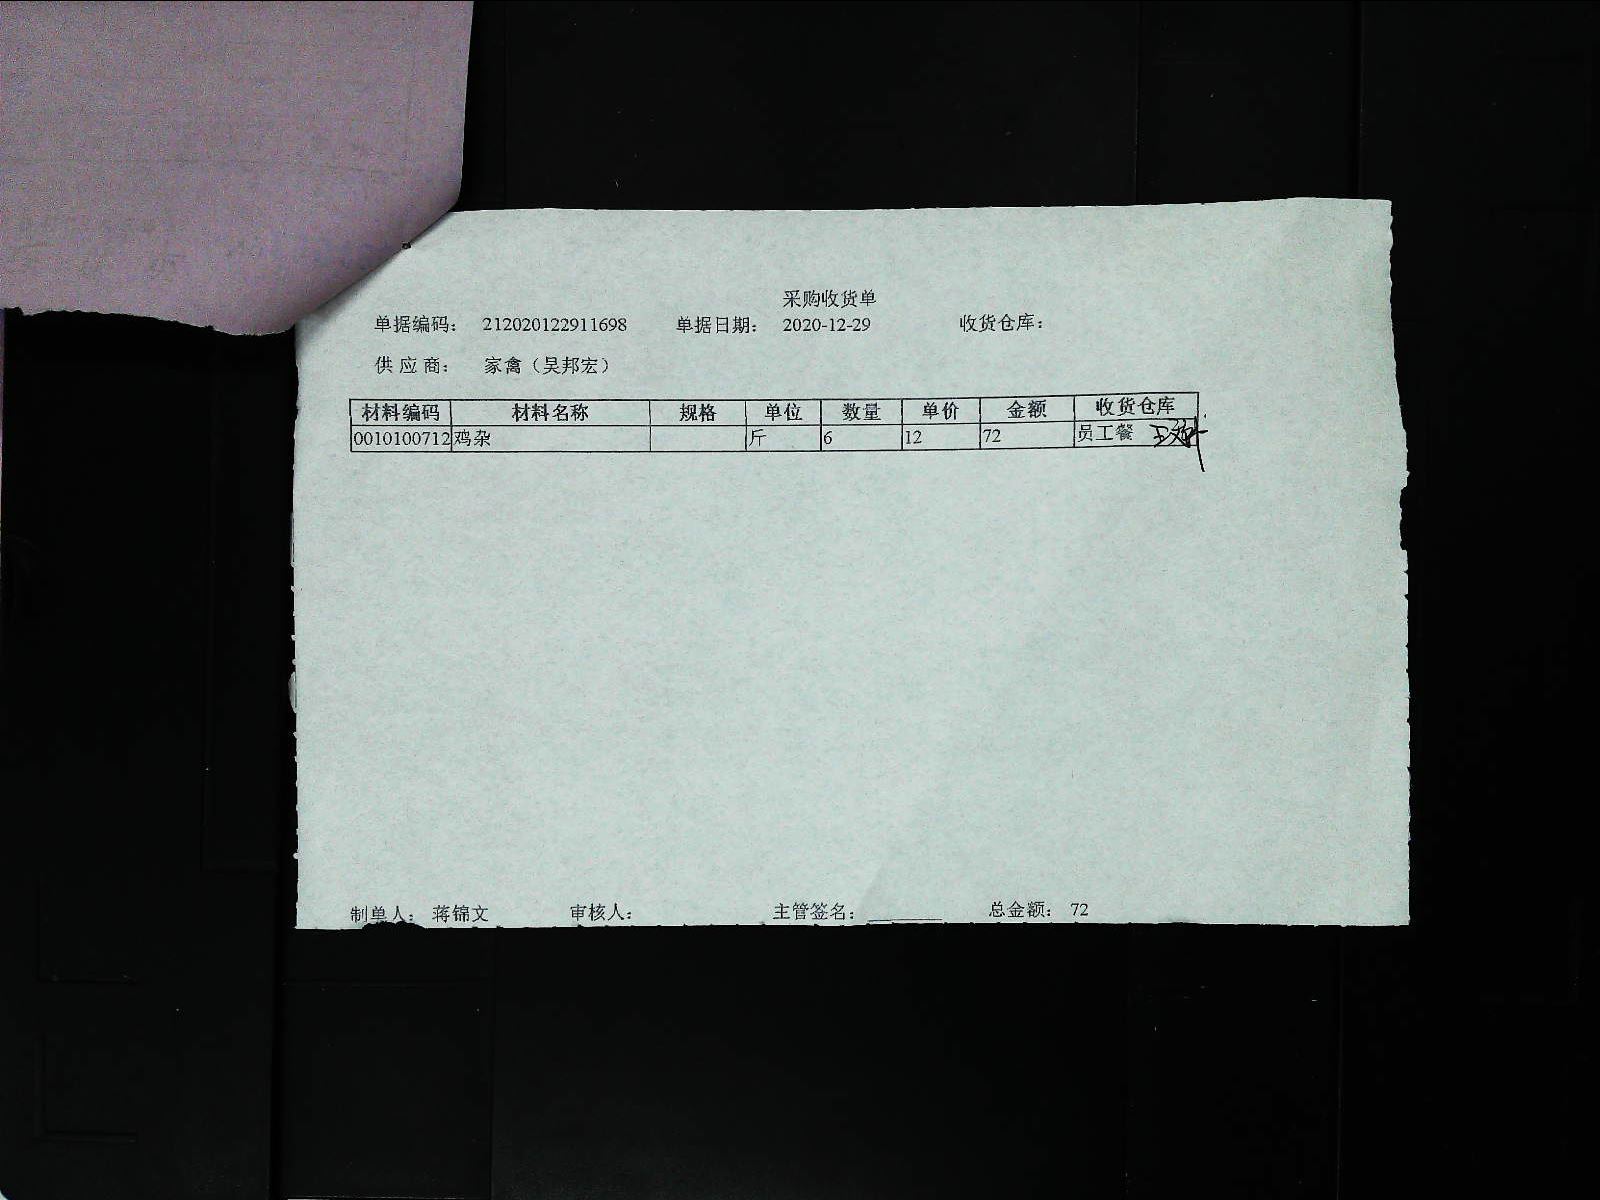 采购收货单
单据编码： 212020122911698 单据日期： 2020-12-29 收货仓库：
供 应 商： 家禽（吴邦宏）
材料编码 材料名称 规格 单位 数量 单价 金额 收货仓库
0010100712 鸡杂 斤 6 12 72 员工餐
制单人： 蒋锦文 审核人： 主管签名： 总金额： 72